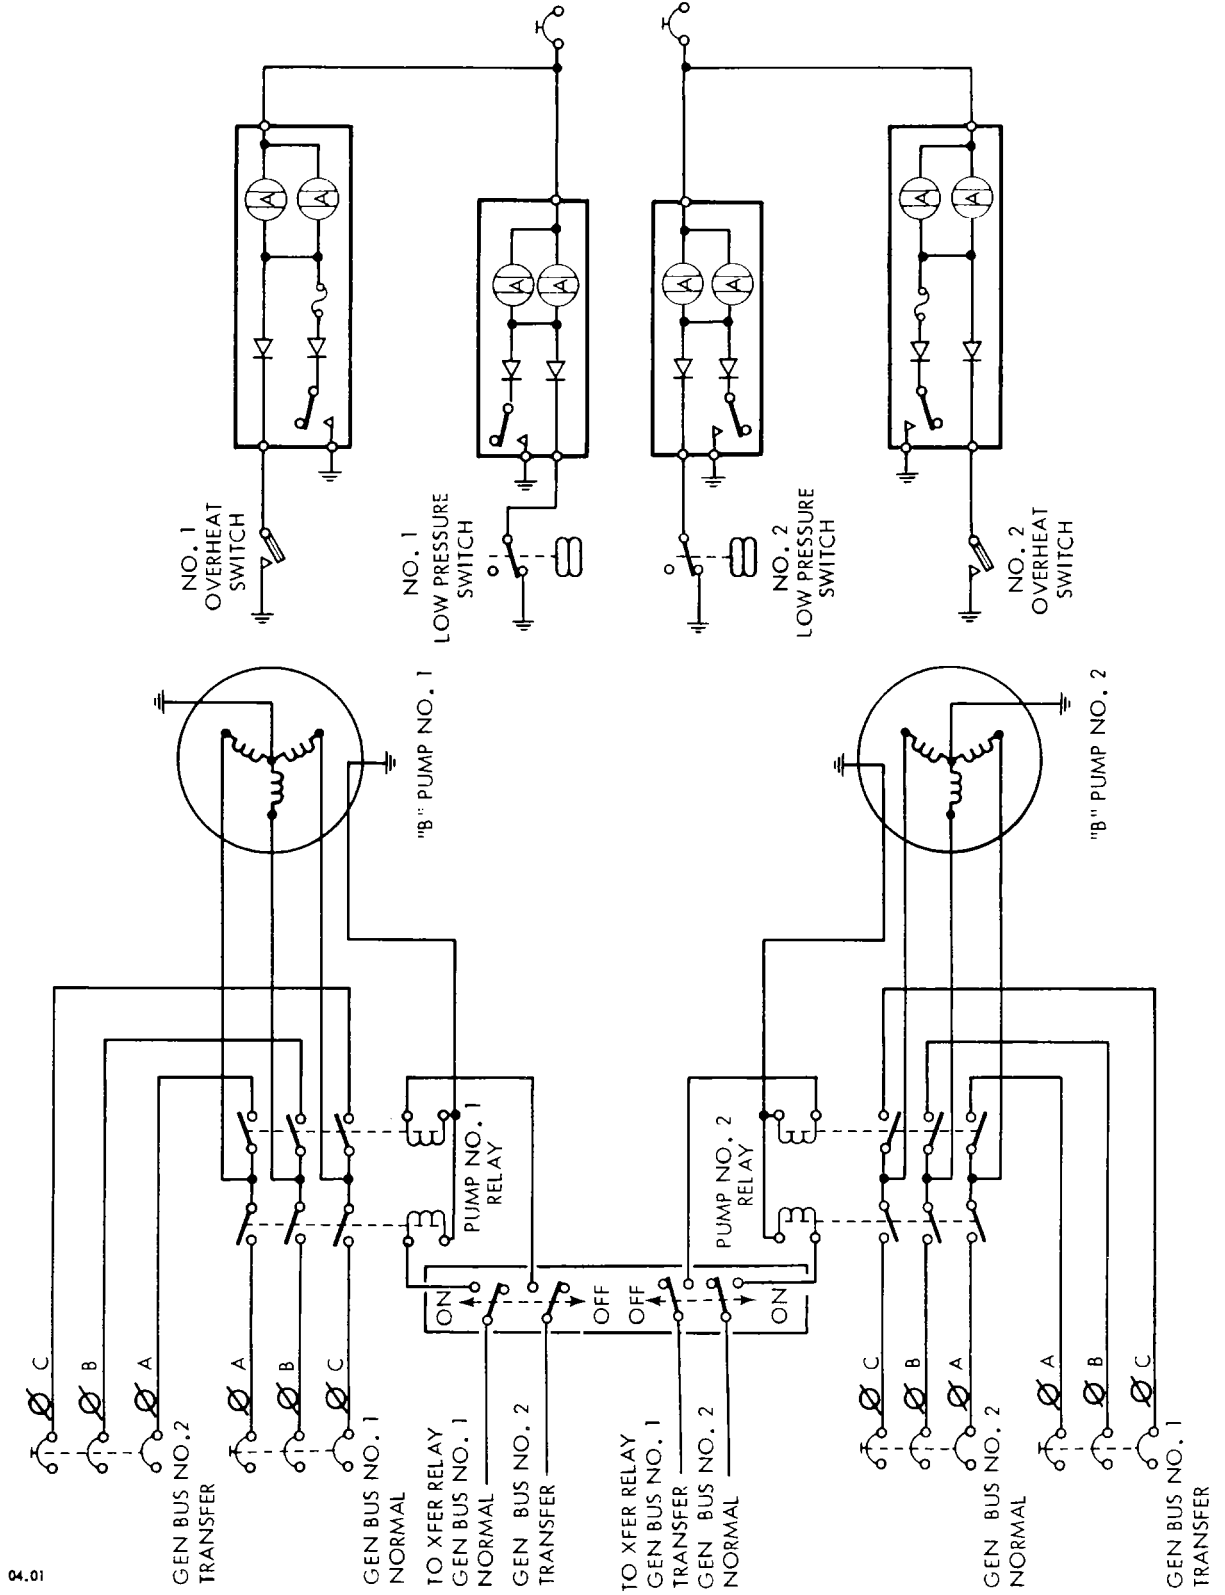 NO. 1
OVERHEAT
SWITCH
NO. 1
LOW PRESSURE
SWITCH
NO. 2
LOW PRESSURE
SWITCH
NO. 2
OVERHEAT
SWITCH
A
A
A
A
A
A
A
A
"B" PUMP NO. 1
"B" PUMP NO. 2
PUMP NO. 1
RELAY
PUMP NO. 2
RELAY
ON
OFF
OFF
ON
Ø C
Ø B
Ø A
GEN BUS NO.2
TRANSFER
Ø A
Ø B
Ø C
GEN BUS NO. 1
NORMAL
TO XFER RELAY
GEN BUS NO. 1
NORMAL
GEN BUS NO. 2
TRANSFER
TO XFER RELAY
GEN BUS NO. 1
TRANSFER
GEN BUS NO. 2
NORMAL
Ø C
Ø B
Ø A
GEN BUS NO. 2
NORMAL
Ø A
Ø B
Ø C
GEN BUS NO. 1
TRANSFER
04.01